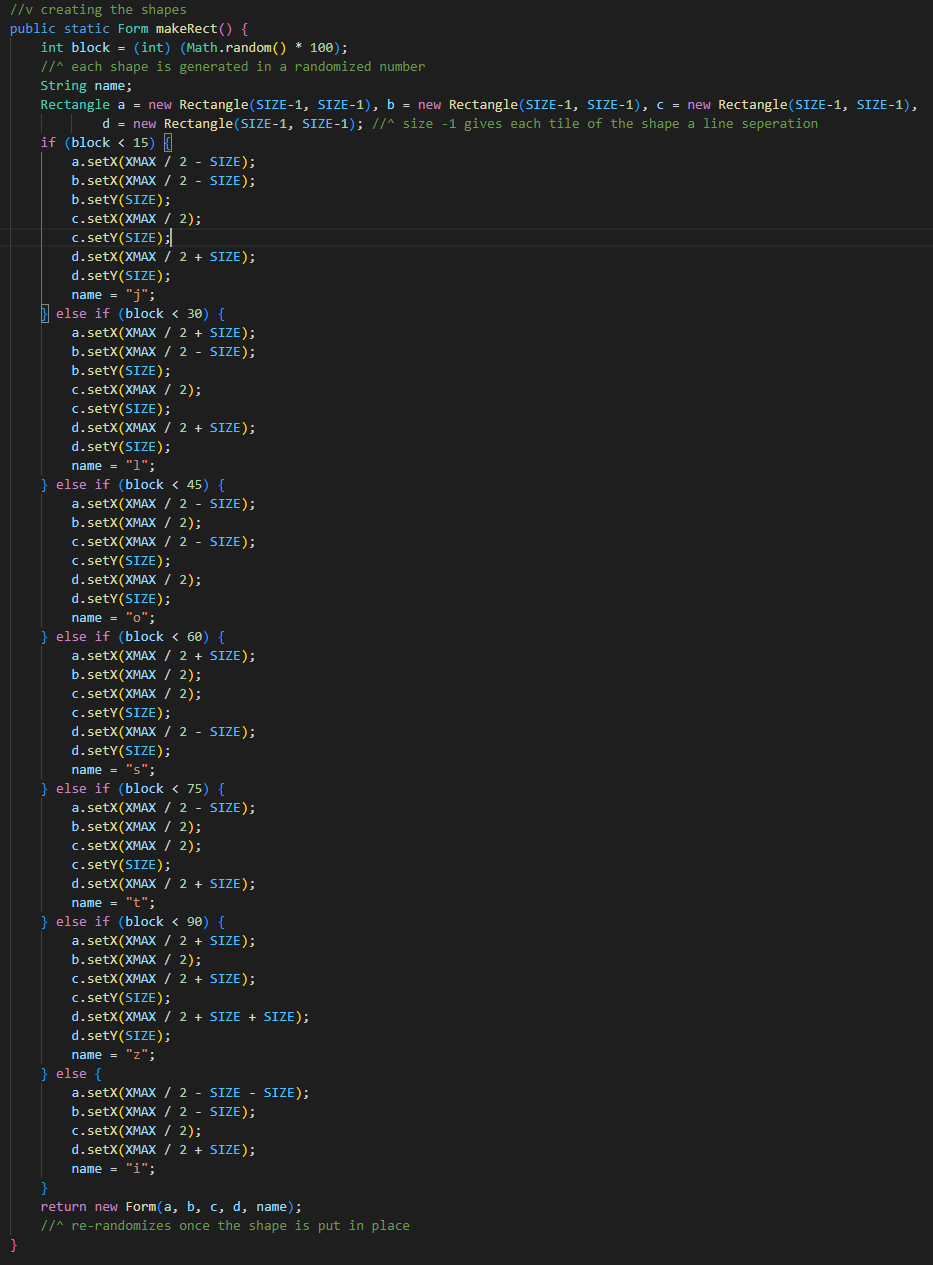 //v creating the shapes
public static Form makeRect() {
    int block = (int) (Math.random() * 100);
    //^ each shape is generated in a randomized number
    String name;
    Rectangle a = new Rectangle(SIZE-1, SIZE-1), b = new Rectangle(SIZE-1, SIZE-1), c = new Rectangle(SIZE-1, SIZE-1),
            d = new Rectangle(SIZE-1, SIZE-1); //^ size -1 gives each tile of the shape a line seperation
    if (block < 15) {
        a.setX(XMAX / 2 - SIZE);
        b.setX(XMAX / 2 - SIZE);
        b.setY(SIZE);
        c.setX(XMAX / 2);
        c.setY(SIZE);
        d.setX(XMAX / 2 + SIZE);
        d.setY(SIZE);
        name = "j";
    } else if (block < 30) {
        a.setX(XMAX / 2 + SIZE);
        b.setX(XMAX / 2 - SIZE);
        b.setY(SIZE);
        c.setX(XMAX / 2);
        c.setY(SIZE);
        d.setX(XMAX / 2 + SIZE);
        d.setY(SIZE);
        name = "l";
    } else if (block < 45) {
        a.setX(XMAX / 2 - SIZE);
        b.setX(XMAX / 2);
        c.setX(XMAX / 2 - SIZE);
        c.setY(SIZE);
        d.setX(XMAX / 2);
        d.setY(SIZE);
        name = "o";
    } else if (block < 60) {
        a.setX(XMAX / 2 + SIZE);
        b.setX(XMAX / 2);
        c.setX(XMAX / 2);
        c.setY(SIZE);
        d.setX(XMAX / 2 - SIZE);
        d.setY(SIZE);
        name = "s";
    } else if (block < 75) {
        a.setX(XMAX / 2 - SIZE);
        b.setX(XMAX / 2);
        c.setX(XMAX / 2);
        c.setY(SIZE);
        d.setX(XMAX / 2 + SIZE);
        name = "t";
    } else if (block < 90) {
        a.setX(XMAX / 2 + SIZE);
        b.setX(XMAX / 2);
        c.setX(XMAX / 2 + SIZE);
        c.setY(SIZE);
        d.setX(XMAX / 2 + SIZE + SIZE);
        d.setY(SIZE);
        name = "z";
    } else {
        a.setX(XMAX / 2 - SIZE - SIZE);
        b.setX(XMAX / 2 - SIZE);
        c.setX(XMAX / 2);
        d.setX(XMAX / 2 + SIZE);
        name = "i";
    }
    return new Form(a, b, c, d, name);
    //^ re-randomizes once the shape is put in place
}